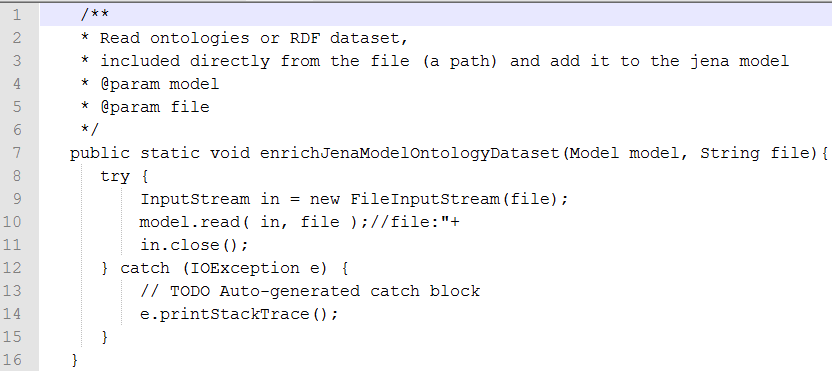 1 /**
2 * Read ontologies or RDF dataset,
3 * included directly from the file (a path) and add it to the jena model
4 * @param model
5 * @param file
6 */
7 public static void enrichJenaModelOntologyDataset(Model model, String file){
8 try {
9 InputStream in = new FileInputStream(file);
10 model.read( in, file );//file:"+
11 in.close();
12 } catch (IOException e) {
13 // TODO Auto-generated catch block
14 e.printStackTrace();
15 }
16 }